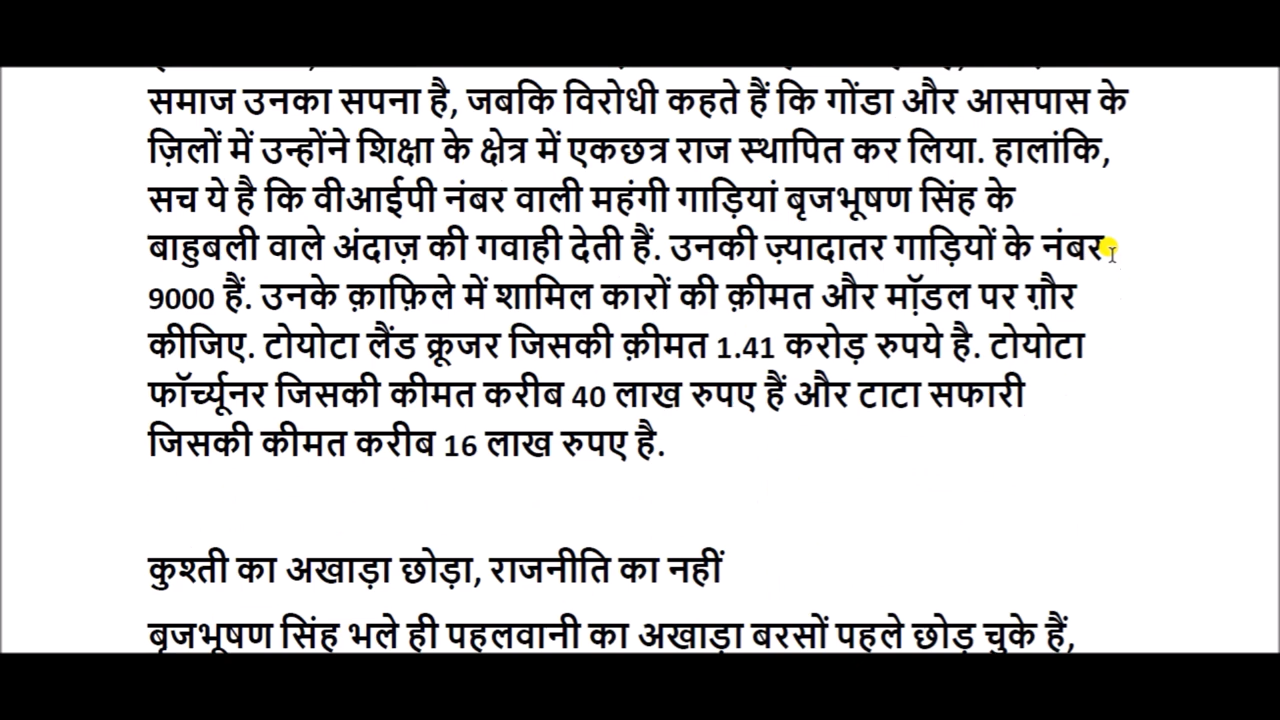 समाज उनका सपना है, जबकि विरोधी कहते हैं कि गोंडा और आसपास के
ज़िलों में उन्होंने शिक्षा के क्षेत्र में एकछत्र राज स्थापित कर लिया. हालांकि,
सच ये है कि वीआईपी नंबर वाली महंगी गाड़ियां बृजभूषण सिंह के
बाहुबली वाले अंदाज़ की गवाही देती हैं. उनकी ज़्यादातर गाड़ियों के नंबर
9000 हैं. उनके क़ाफ़िले में शामिल कारों की क़ीमत और मॉ़डल पर ग़ौर
कीजिए. टोयोटा लैंड क्रूजर जिसकी क़ीमत 1.41 करोड़ रुपये है. टोयोटा
फॉर्च्यूनर जिसकी कीमत करीब 40 लाख रुपए हैं और टाटा सफारी
जिसकी कीमत करीब 16 लाख रुपए है.
कुश्ती का अखाड़ा छोड़ा, राजनीति का नहीं
बृजभूषण सिंह भले ही पहलवानी का अखाड़ा बरसों पहले छोड़ चुके हैं,